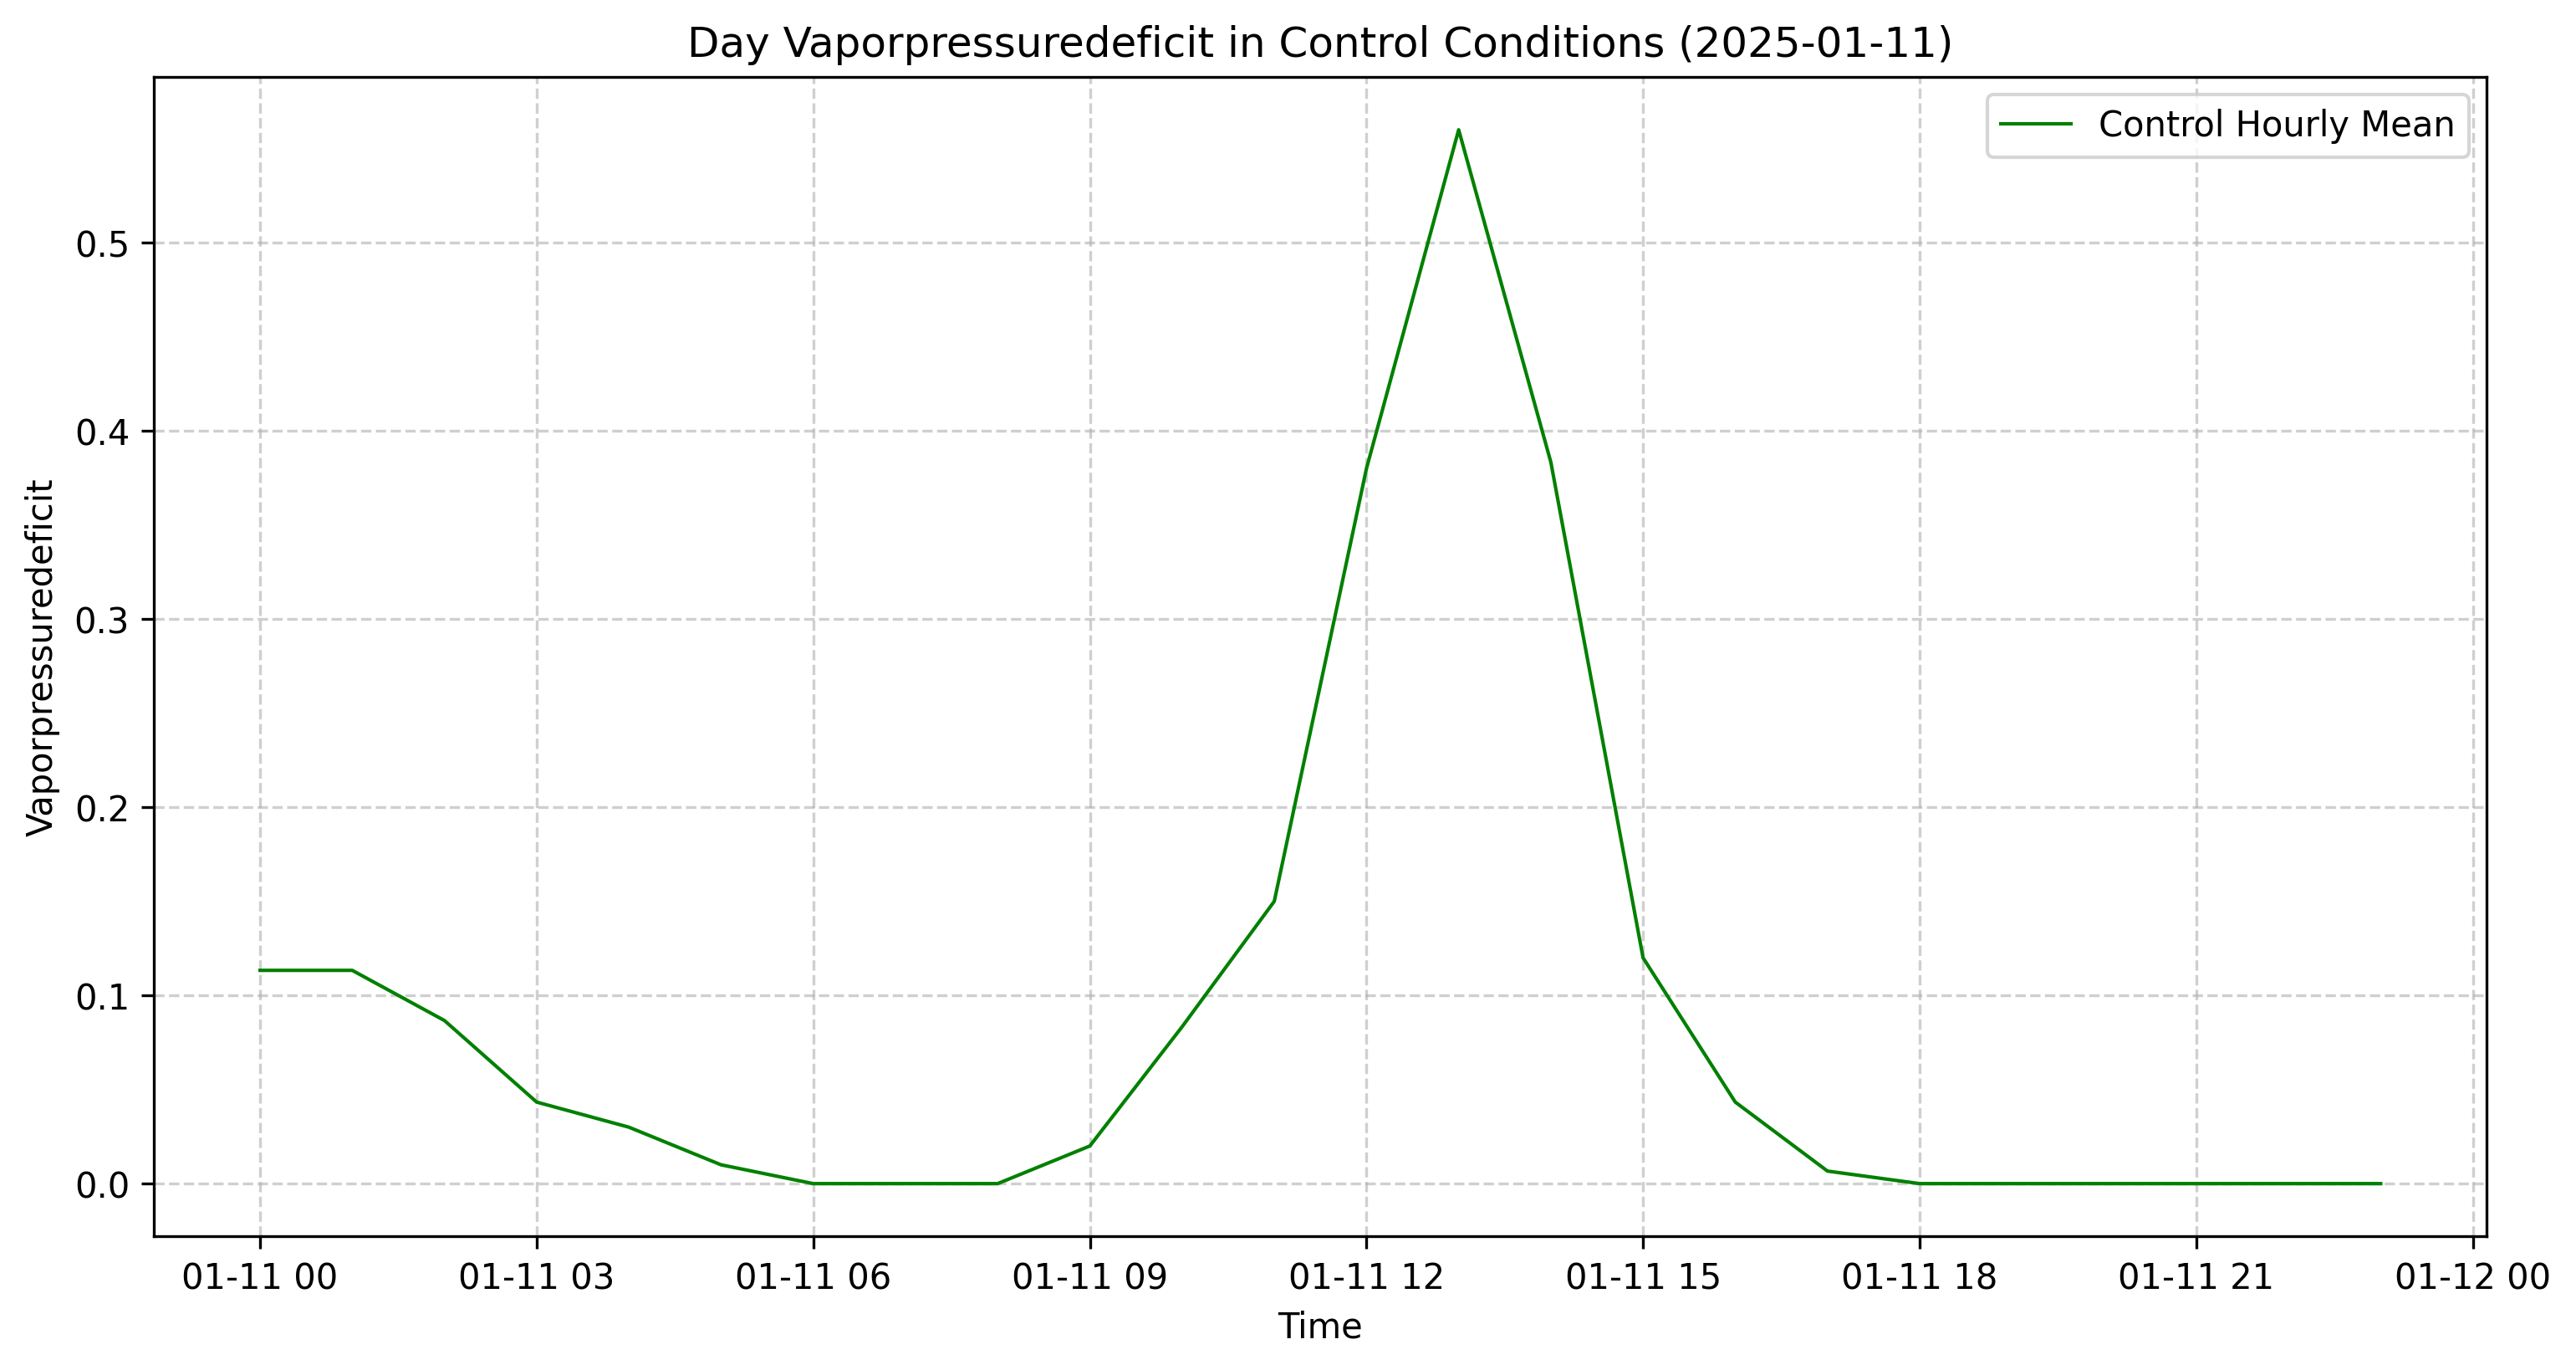 Day Vaporpressuredeficit in Control Conditions (2025-01-11)
Control Hourly Mean
Vaporpressuredeficit
0.5
0.4
0.3
0.2
0.1
0.0
01-11 00 01-11 03 01-11 06 01-11 09 01-11 12 01-11 15 01-11 18 01-11 21 01-12 00
Time